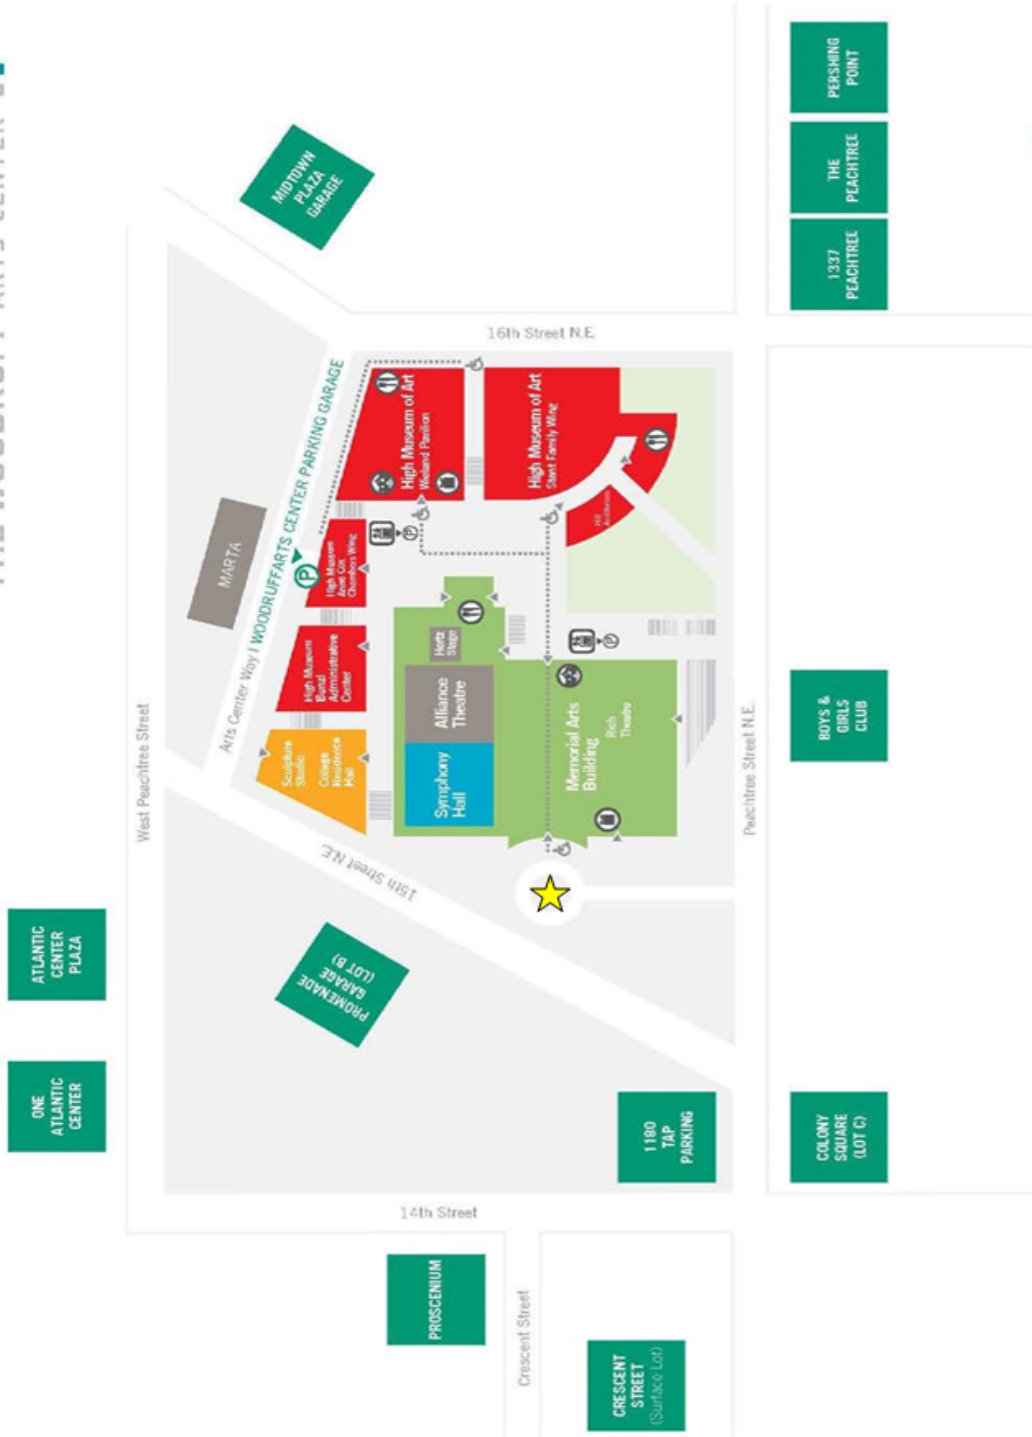 PERSHING
POINT
THE
PEACHTREE
1337
PEACHTREE
MIDTOWN
PLAZA
GARAGE
16th Street N.E.
High Museum of Art
Wieland Pavilion
High Museum of Art
Stent Family Wing
Hill
Auditorium
MARTA
Arts Center Way / WOODRUFF ARTS CENTER PARKING GARAGE
P
High Museum
Anne Cox
Chambers Wing
P
High Museum
Bunzl
Administrative
Center
Hertz
Stage
P
Alliance
Theatre
Symphony
Hall
Memorial Arts
Building
Rich
Theatre
Sculpture
Studio
College
Residence
Hall
West Peachtree Street
Peachtree Street N.E.
BOYS &
GIRLS
CLUB
15th Street N.E.
ATLANTIC
CENTER
PLAZA
PROMENADE
GARAGE
(LOT B)
ONE
ATLANTIC
CENTER
1180
TAP
PARKING
COLONY
SQUARE
(LOT C)
14th Street
PROSCENIUM
Crescent Street
CRESCENT
STREET
(Surface Lot)